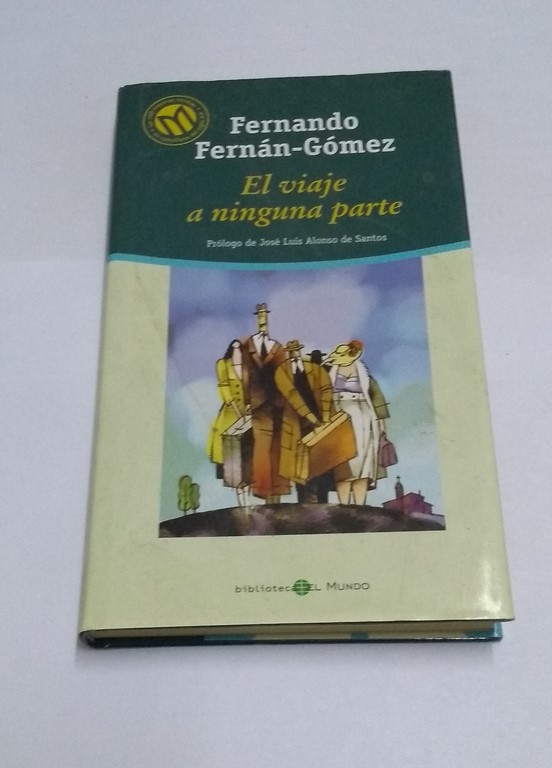 Fernando
Fernán-Gómez
El viaje
a ninguna parte
Prólogo de José Luis Alonso de Santos
biblioteca EL MUNDO